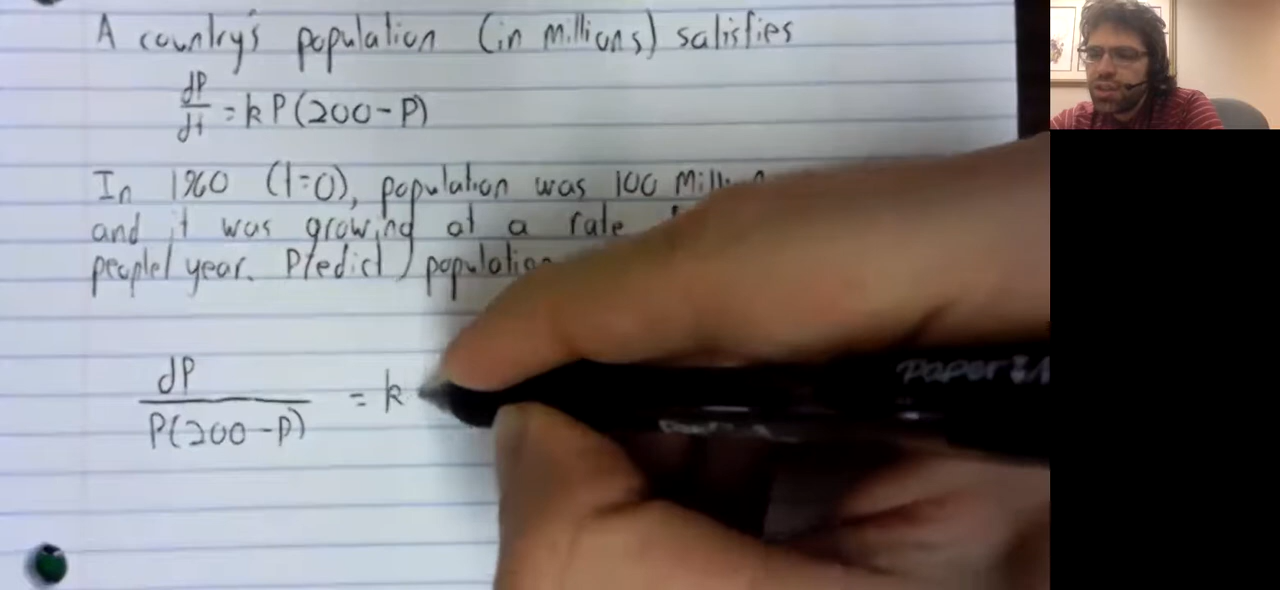 A country's population (in millions) satisfies
dP/dt = kP(200-P)
In 1960 (t=0), population was 100
and it was growing at a rate
people/year. Predict population
dP/P(200-P) = k